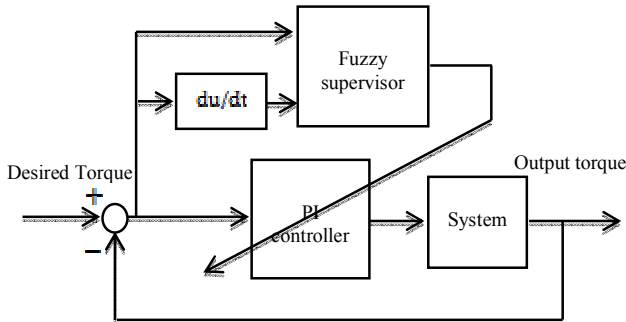 Fuzzy
supervisor
du/dt
Desired Torque
Output torque
+
PI
controller
System
−